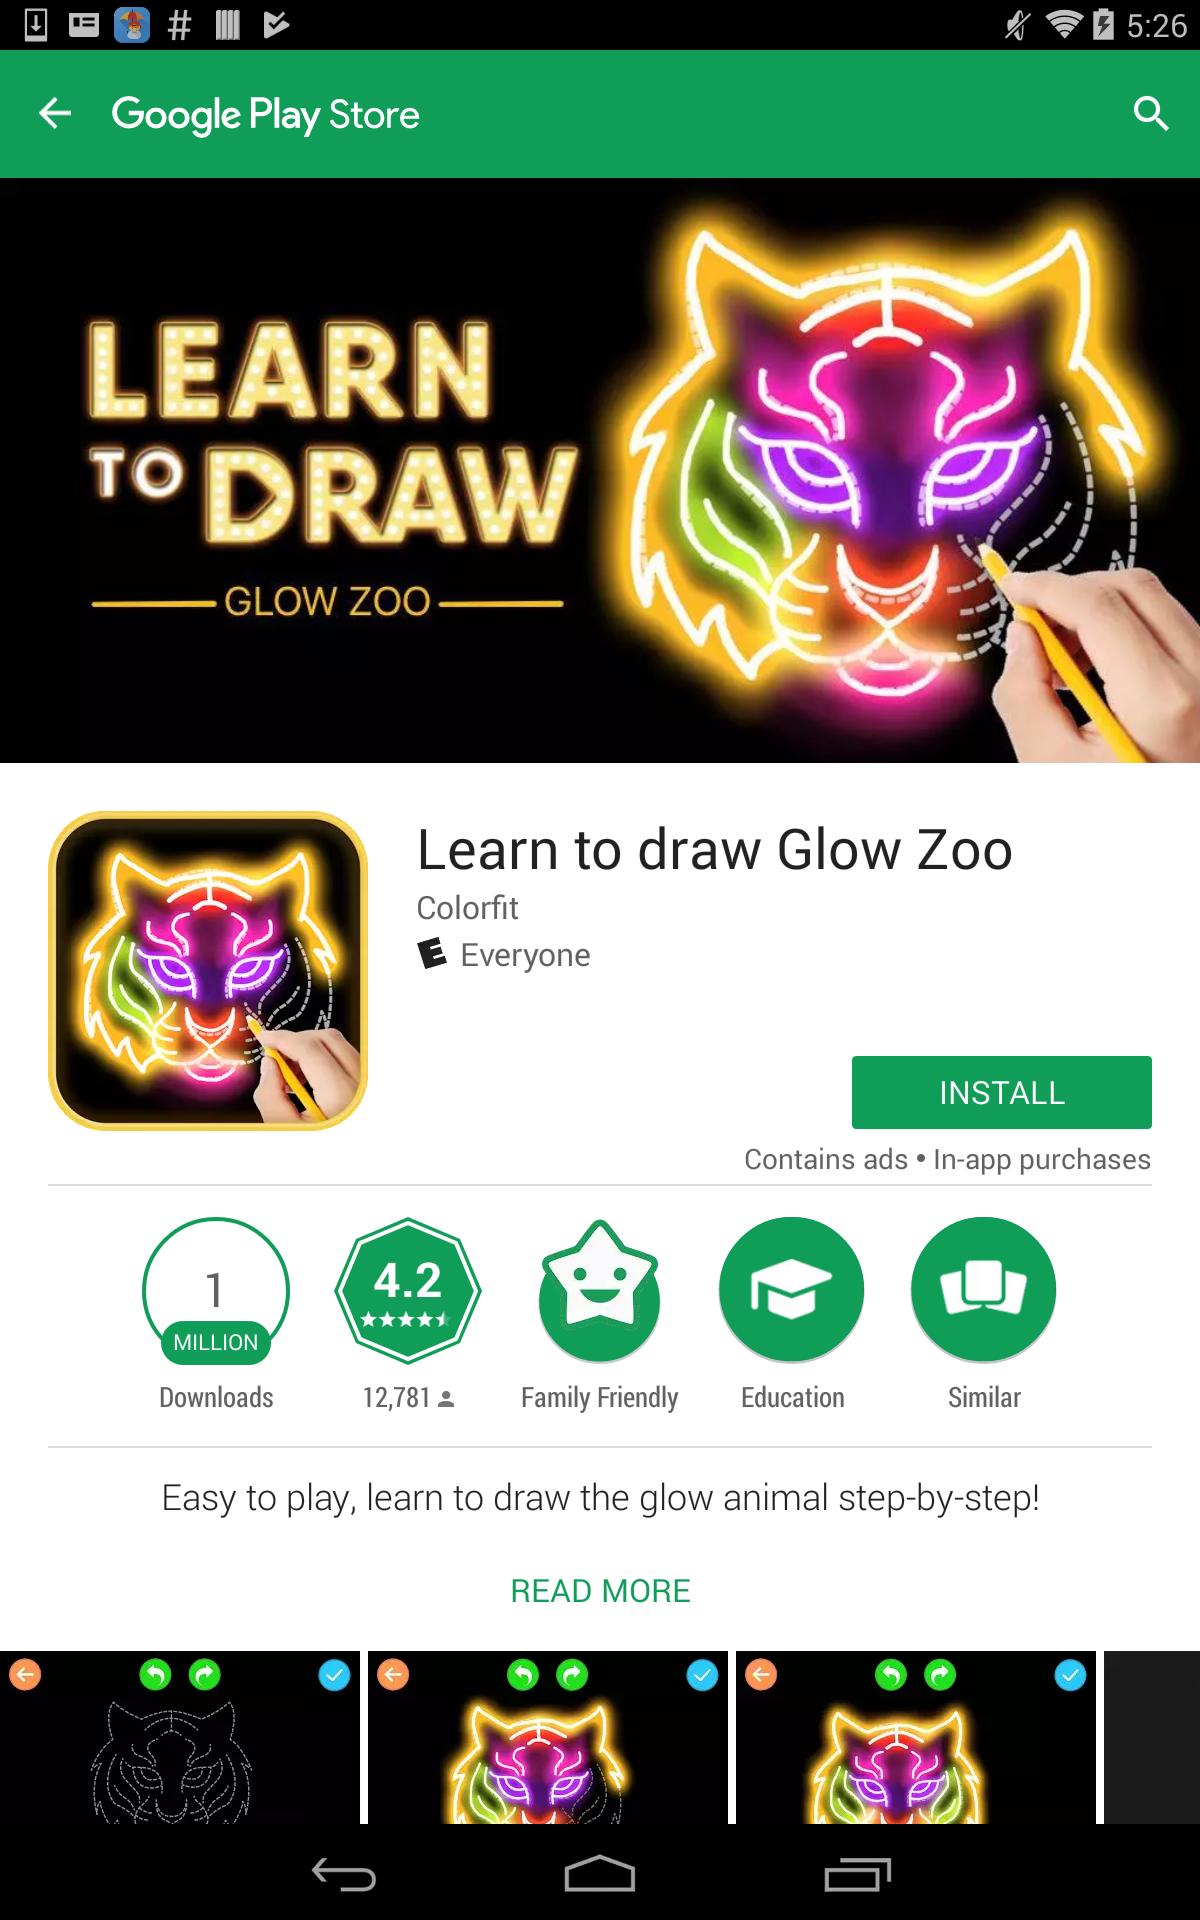 5:26
Google Play Store
LEARN
TO DRAW
GLOW ZOO
Learn to draw Glow Zoo
Colorfit
E Everyone
INSTALL
Contains ads • In-app purchases
1
MILLION
Downloads
4.2
12,781
Family Friendly
Education
Similar
Easy to play, learn to draw the glow animal step-by-step!
READ MORE